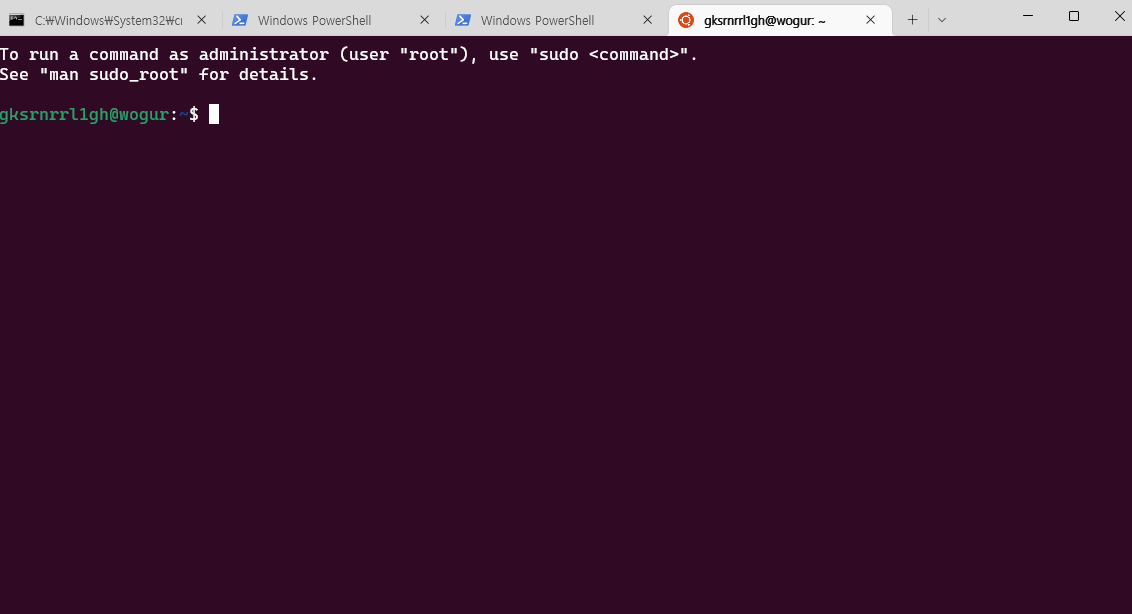 C:₩Windows₩System32₩cı
Windows PowerShell
Windows PowerShell
gksrnrrl1gh@wogur: ~
To run a command as administrator (user "root"), use "sudo <command>".
See "man sudo_root" for details.
gksrnrrl1gh@wogur:~$